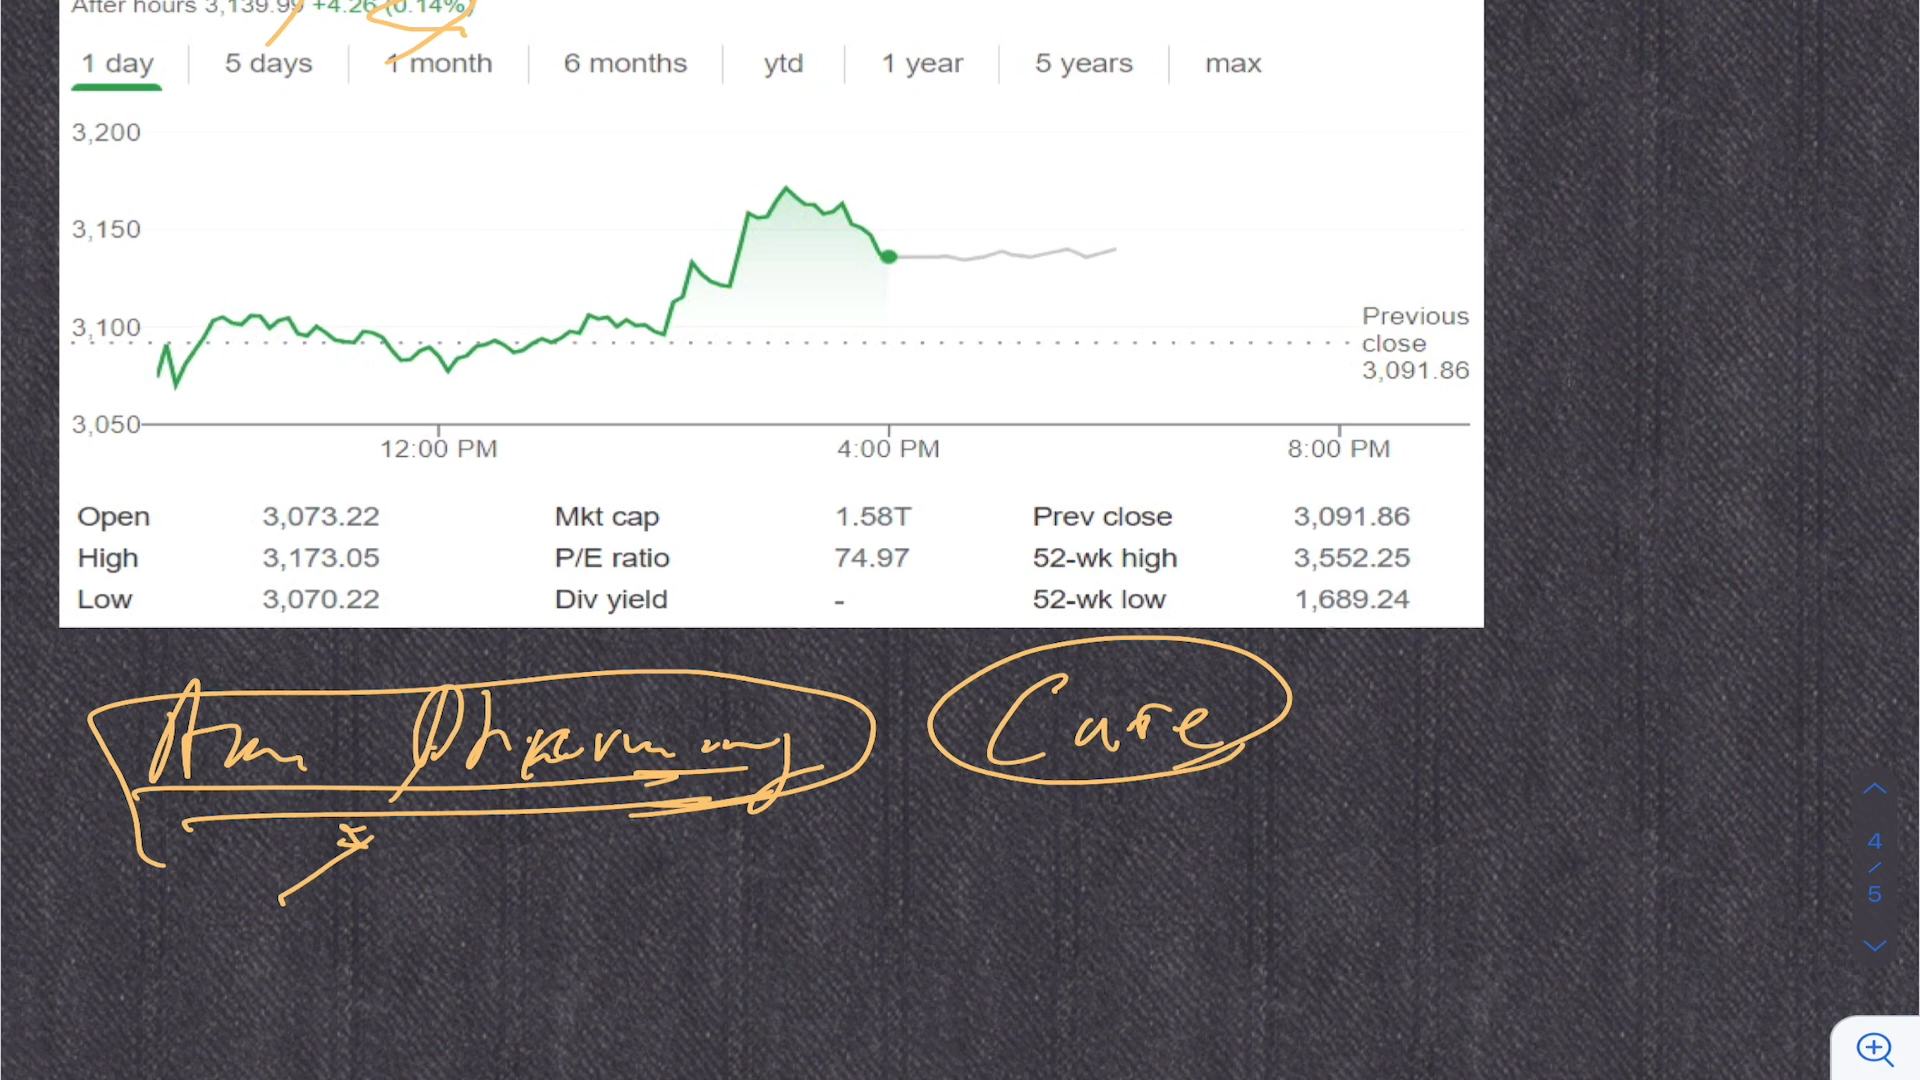 After hours 3,139.99 +4.26 (0.14%)
1 day 5 days 1 month 6 months ytd 1 year 5 years max
3,200
3,150
3,100
Previous
close
3,091.86
3,050
12:00 PM 4:00 PM 8:00 PM
Open 3,073.22 Mkt cap 1.58T Prev close 3,091.86
High 3,173.05 P/E ratio 74.97 52-wk high 3,552.25
Low 3,070.22 Div yield - 52-wk low 1,689.24
Care
4
/
5